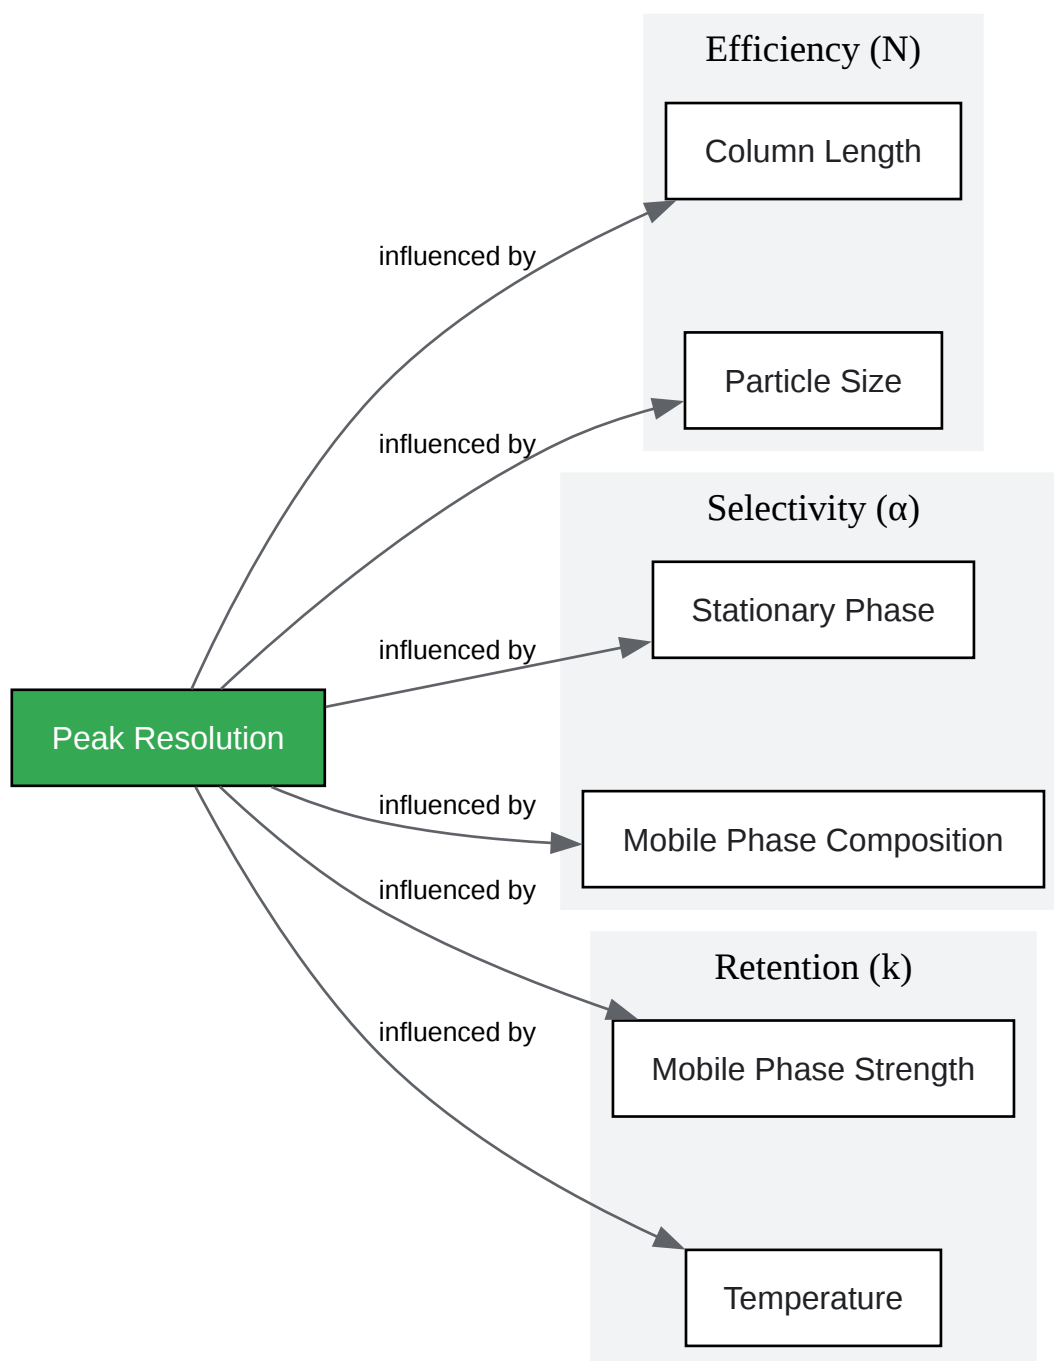 Efficiency (N)
Column Length
influenced by
Particle Size
influenced by
Selectivity (α)
Stationary Phase
influenced by
Peak Resolution
influenced by
Mobile Phase Composition
influenced by
Retention (k)
influenced by
Mobile Phase Strength
Temperature